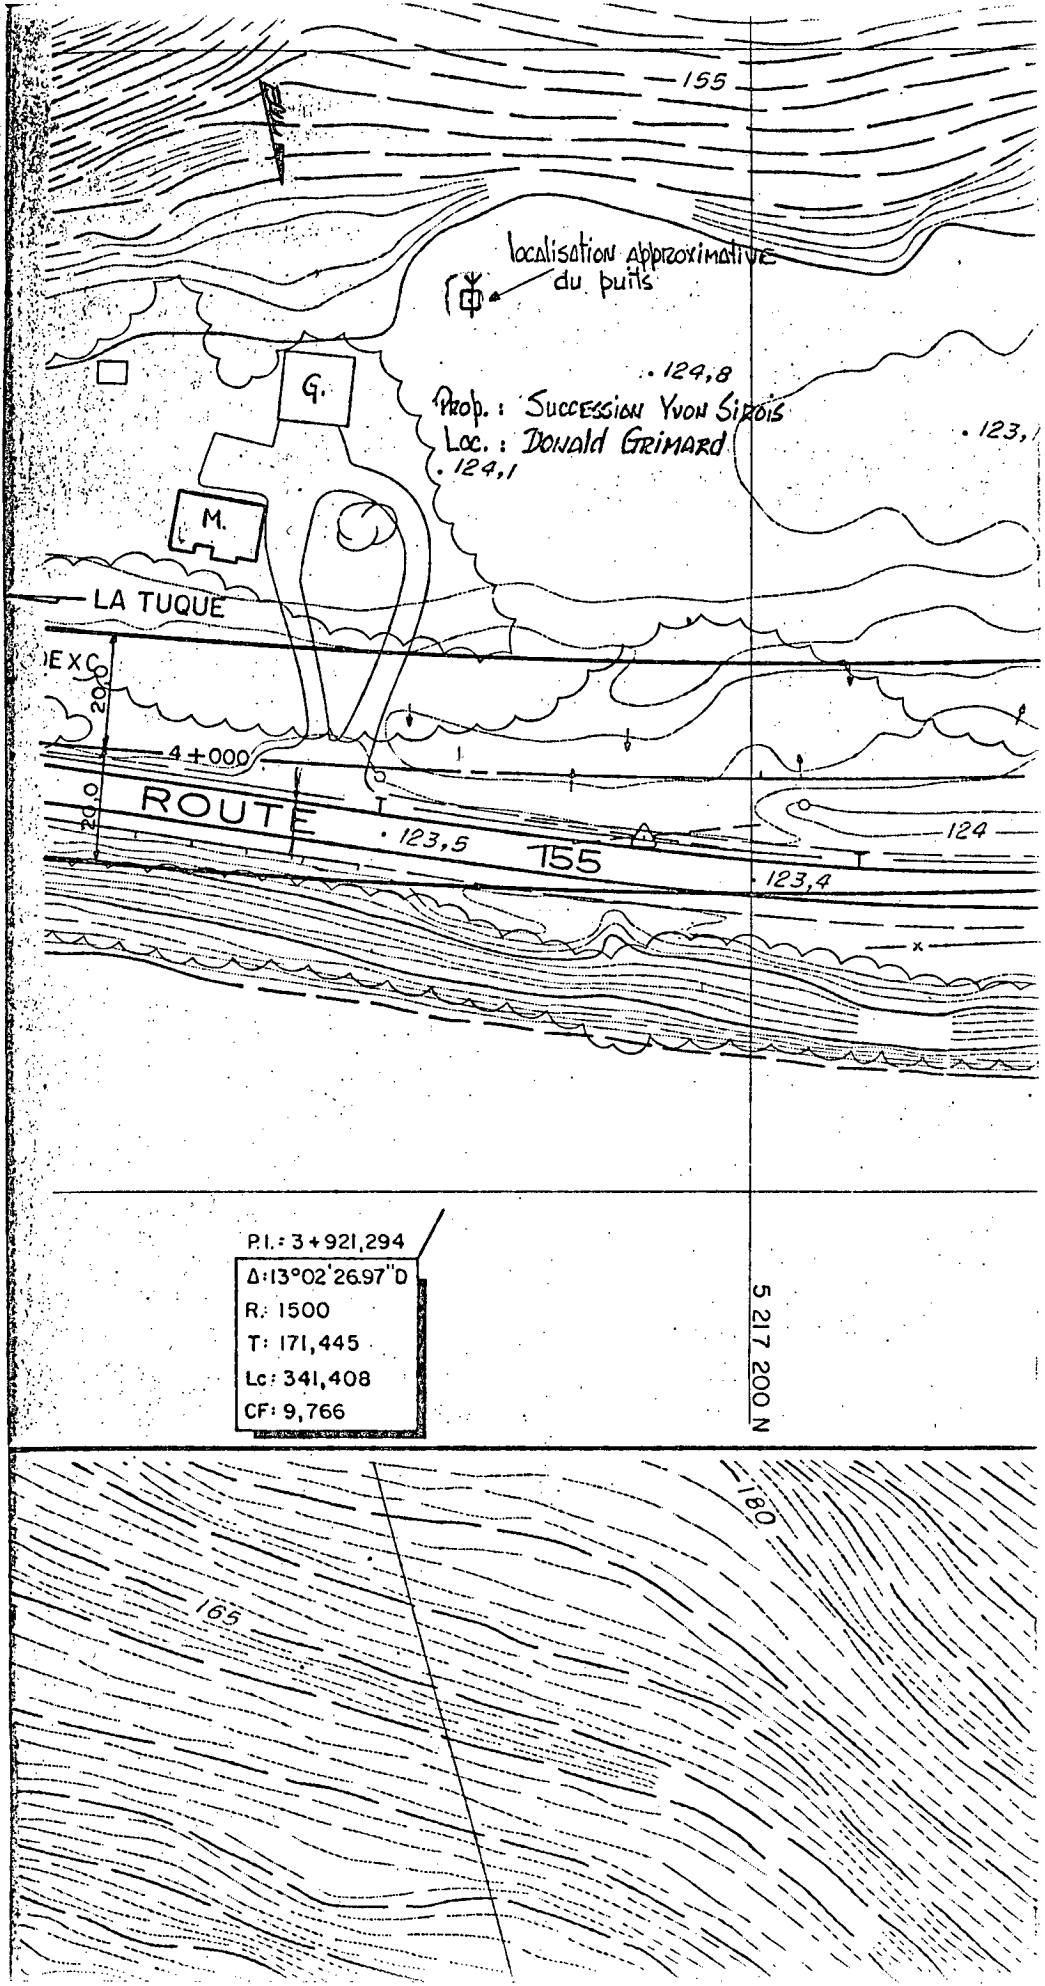 155
localisation approximative
du puits
G.
124,8
Prop. : Succession Yvon Sirois
Loc. : Donald Grimard
123,1
124,1
M.
LA TUQUE
EXC
20,0
4+000
20,0
ROUTE 155
T
123,5
124
T
123,4
x
P.I.: 3+921,294
Δ:13°02'26.97"D
R: 1500
T: 171,445
Lc: 341,408
CF: 9,766
5 217 200 N
180
165